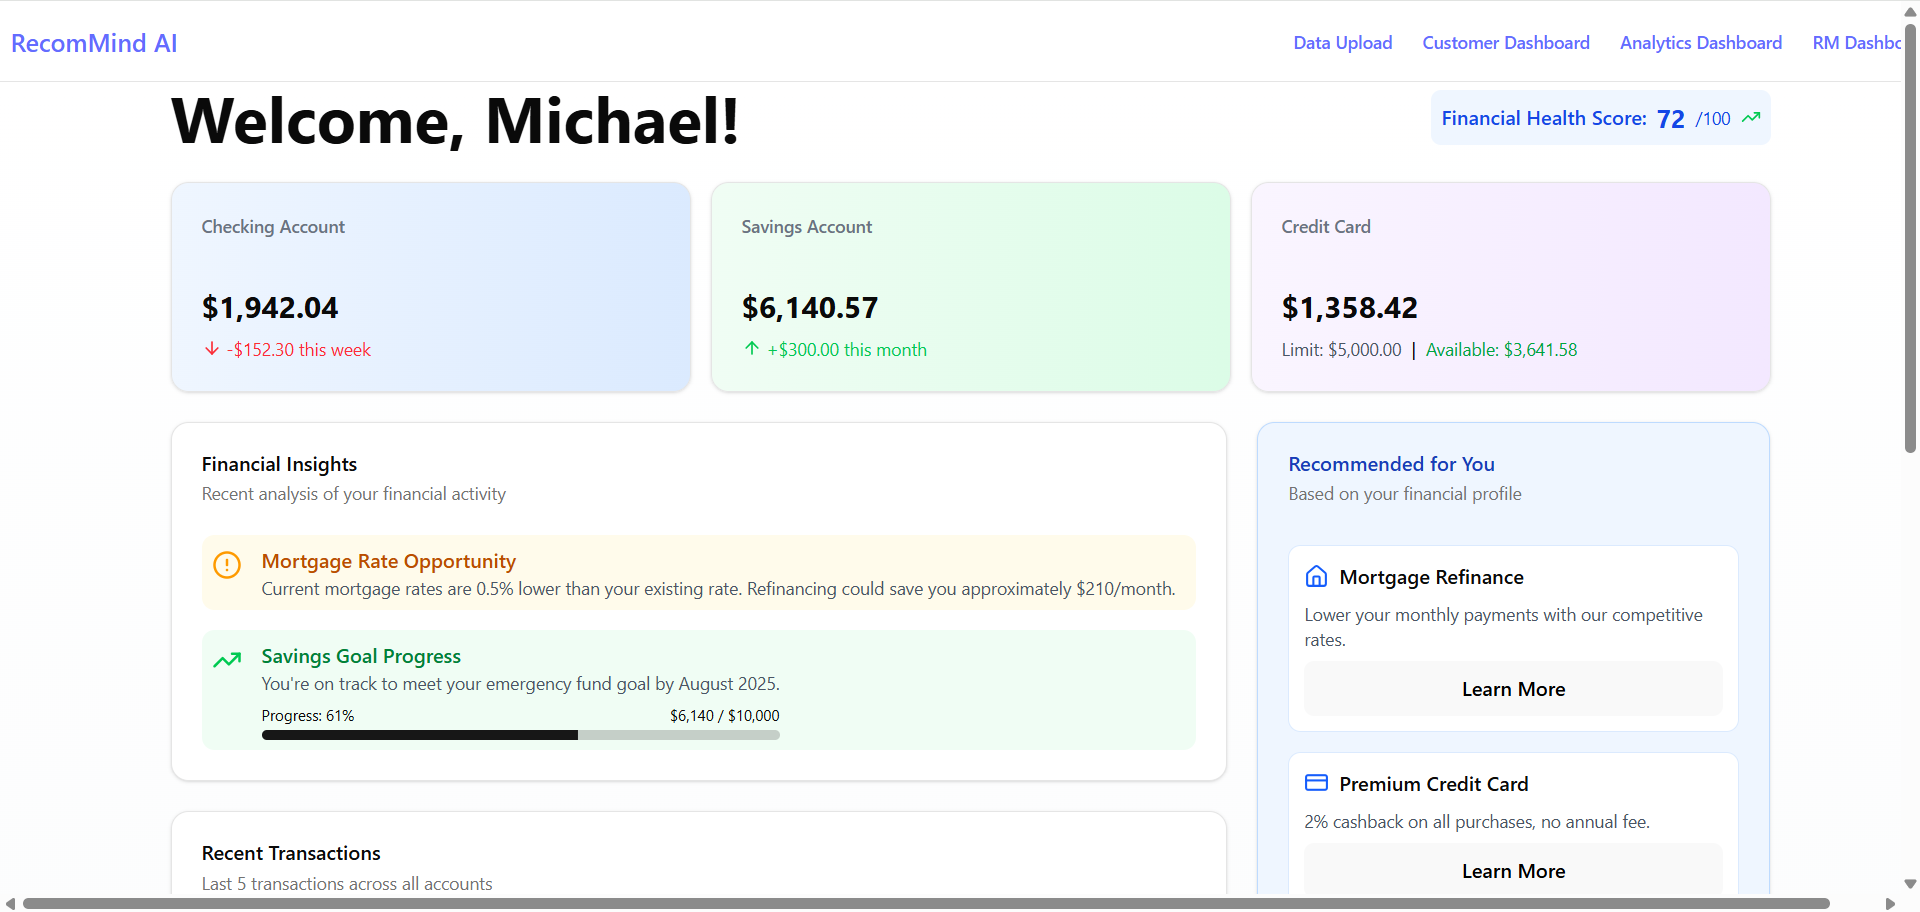 RecomMind AI
Data Upload Customer Dashboard Analytics Dashboard RM Dashbo
Welcome, Michael!
Financial Health Score: 72 /100
Checking Account
$1,942.04
-$152.30 this week
Savings Account
$6,140.57
+$300.00 this month
Credit Card
$1,358.42
Limit: $5,000.00 | Available: $3,641.58
Financial Insights
Recent analysis of your financial activity
Mortgage Rate Opportunity
Current mortgage rates are 0.5% lower than your existing rate. Refinancing could save you approximately $210/month.
Savings Goal Progress
You're on track to meet your emergency fund goal by August 2025.
Progress: 61% $6,140 / $10,000
Recent Transactions
Last 5 transactions across all accounts
Recommended for You
Based on your financial profile
Mortgage Refinance
Lower your monthly payments with our competitive
rates.
Learn More
Premium Credit Card
2% cashback on all purchases, no annual fee.
Learn More